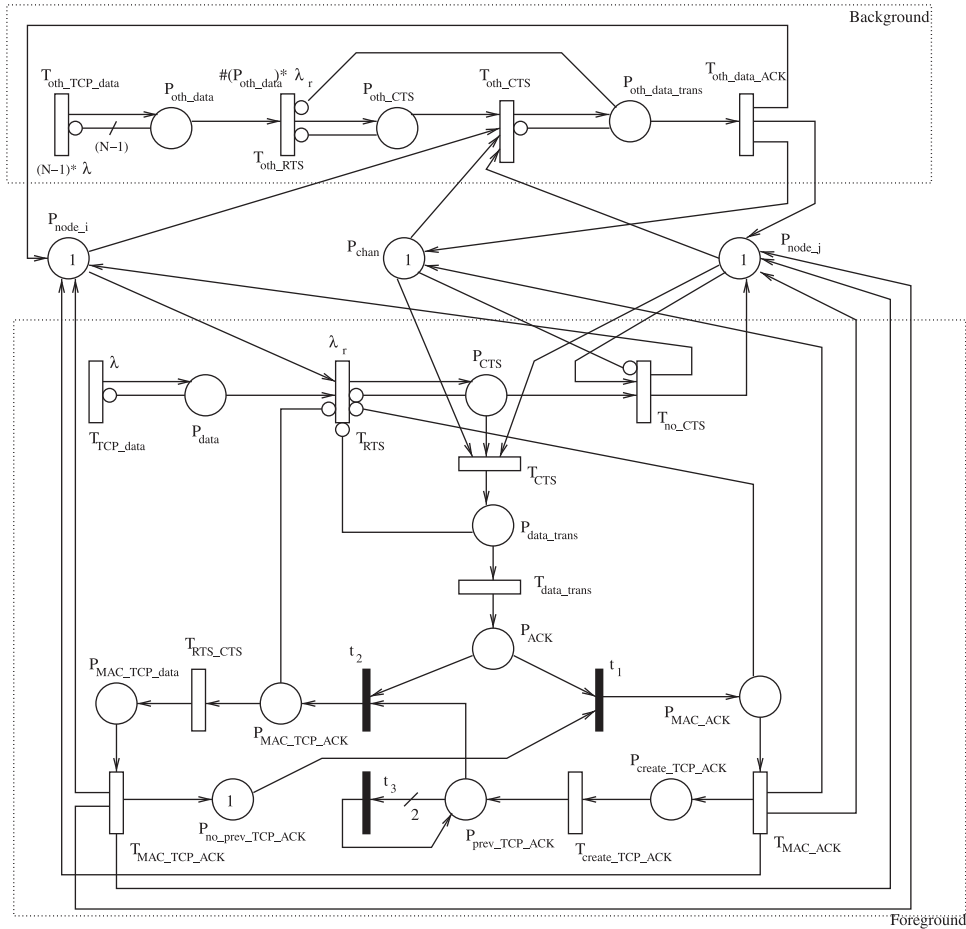 Background
T_oth_TCP_data
#(P_oth_data)* λ_r
P_oth_data
P_oth_CTS
T_oth_CTS
P_oth_data_trans
T_oth_data_ACK
(N−1)
(N−1)* λ
T_oth_RTS
P_node_i
1
P_chan
1
P_node_j
1
λ
λ_r
P_CTS
T_TCP_data
P_data
T_RTS
T_no_CTS
T_CTS
P_data_trans
T_data_trans
P_ACK
P_MAC_TCP_data
T_RTS_CTS
t_2
t_1
P_MAC_TCP_ACK
P_MAC_ACK
1
P_no_prev_TCP_ACK
T_MAC_TCP_ACK
t_3
2
P_prev_TCP_ACK
T_create_TCP_ACK
P_create_TCP_ACK
T_MAC_ACK
Foreground